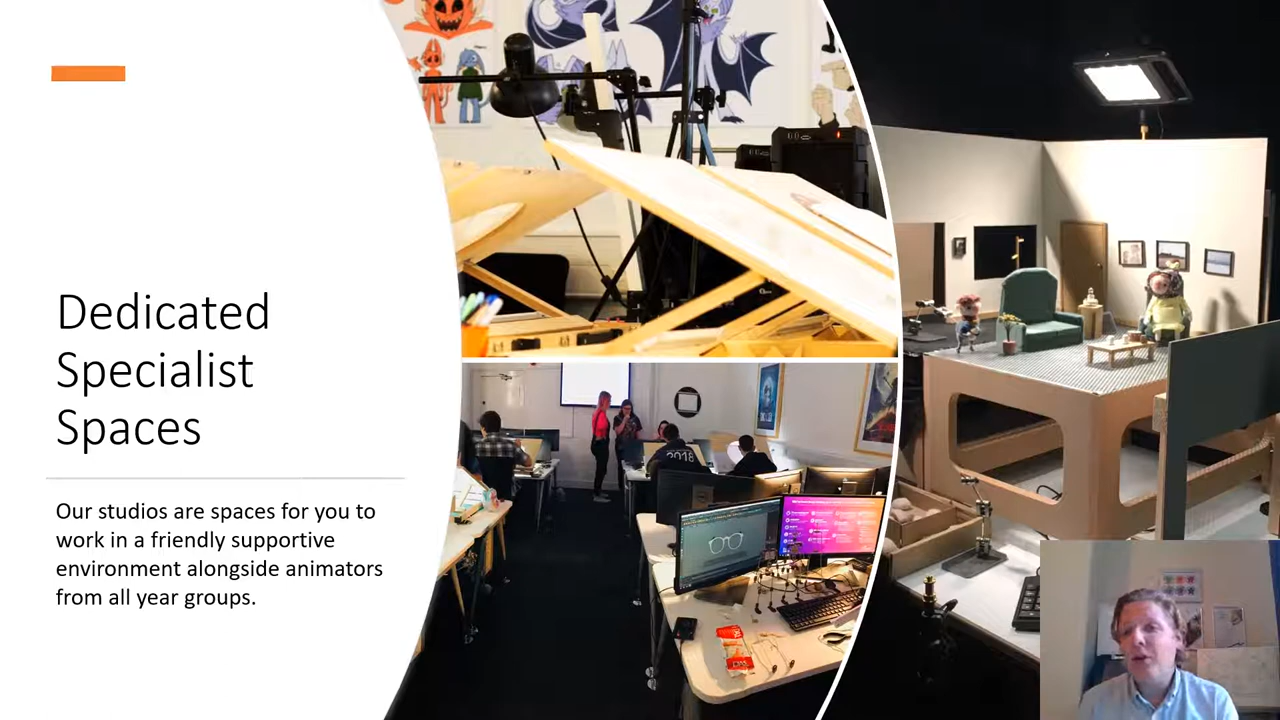 Dedicated
Specialist
Spaces
Our studios are spaces for you to
work in a friendly supportive
environment alongside animators
from all year groups.
2018